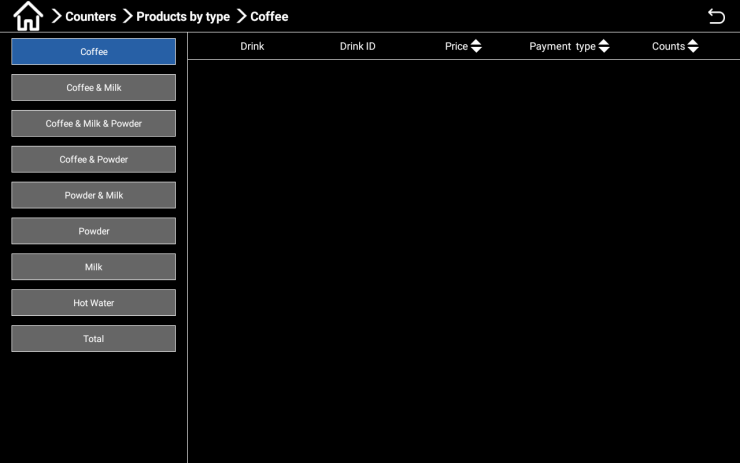 Counters Products by type Coffee
Drink Drink ID Price Payment type Counts
Coffee
Coffee & Milk
Coffee & Milk & Powder
Coffee & Powder
Powder & Milk
Powder
Milk
Hot Water
Total